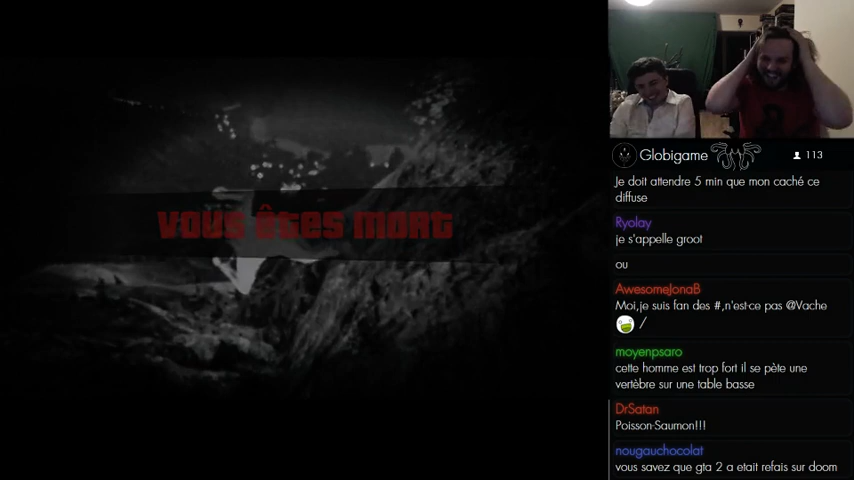 vous êtes mort
Globigame
113
Je doit attendre 5 min que mon caché ce
diffuse
Ryolay
je s'appelle groot
ou
AwesomeJonaB
Moi,je suis fan des #,n'est-ce pas @Vache
/
moyenpsaro
cette homme est trop fort il se pète une
vertèbre sur une table basse
DrSatan
Poisson-Saumon!!!
nougauchocolat
vous savez que gta 2 a etait refais sur doom